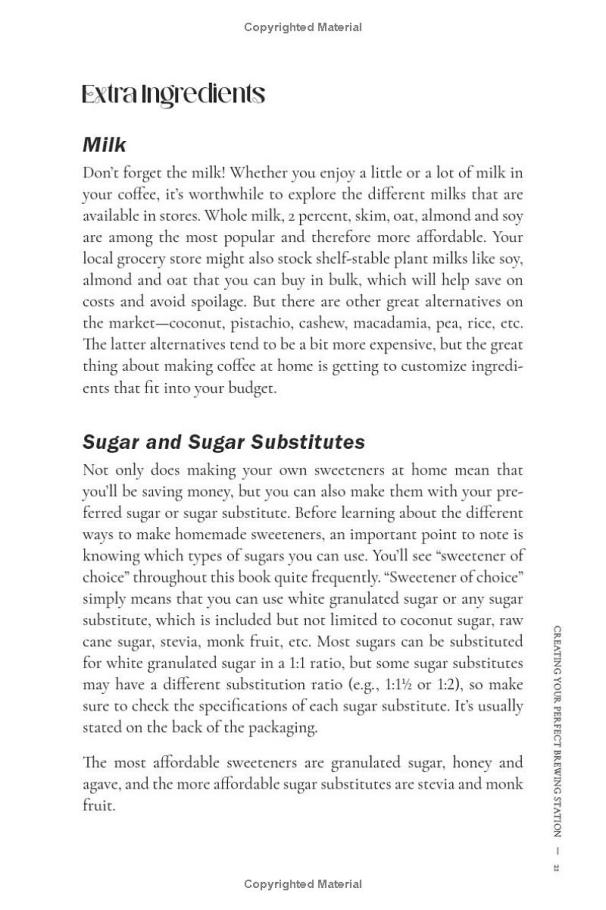 Copyrighted Material
Extra Ingredients
Milk
Don't forget the milk! Whether you enjoy a little or a lot of milk in
your coffee, it's worthwhile to explore the different milks that are
available in stores. Whole milk, 2 percent, skim, oat, almond and soy
are among the most popular and therefore more affordable. Your
local grocery store might also stock shelf-stable plant milks like soy,
almond and oat that you can buy in bulk, which will help save on
costs and avoid spoilage. But there are other great alternatives on
the market—coconut, pistachio, cashew, macadamia, pea, rice, etc.
The latter alternatives tend to be a bit more expensive, but the great
thing about making coffee at home is getting to customize ingredi-
ents that fit into your budget.
Sugar and Sugar Substitutes
Not only does making your own sweeteners at home mean that
you'll be saving money, but you can also make them with your pre-
ferred sugar or sugar substitute. Before learning about the different
ways to make homemade sweeteners, an important point to note is
knowing which types of sugars you can use. You'll see “sweetener of
choice” throughout this book quite frequently. “Sweetener of choice”
simply means that you can use white granulated sugar or any sugar
substitute, which is included but not limited to coconut sugar, raw
cane sugar, stevia, monk fruit, etc. Most sugars can be substituted
for white granulated sugar in a 1:1 ratio, but some sugar substitutes
may have a different substitution ratio (e.g., 1:1½ or 1:2), so make
sure to check the specifications of each sugar substitute. It's usually
stated on the back of the packaging.
The most affordable sweeteners are granulated sugar, honey and
agave, and the more affordable sugar substitutes are stevia and monk
fruit.
CREATING YOUR PERFECT BREWING STATION —
Copyrighted Material